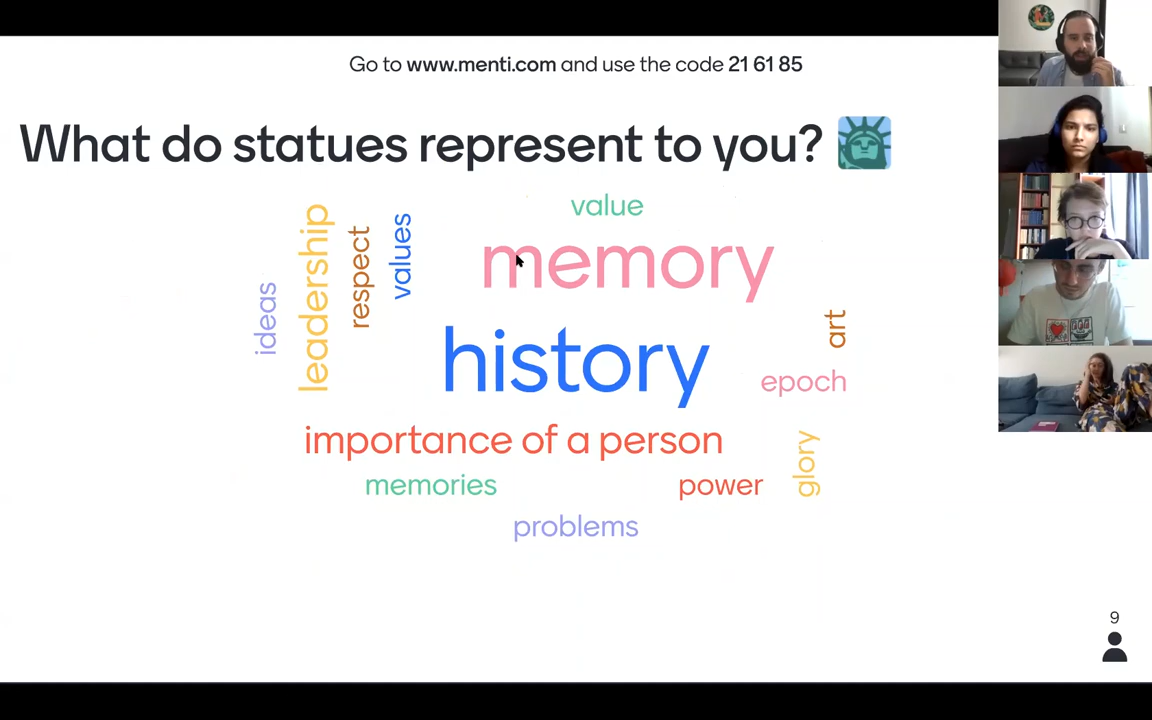 Go to www.menti.com and use the code 21 61 85
What do statues represent to you?
value
leadership
respect
values
memory
ideas
art
history
epoch
importance of a person
glory
memories
power
problems
9